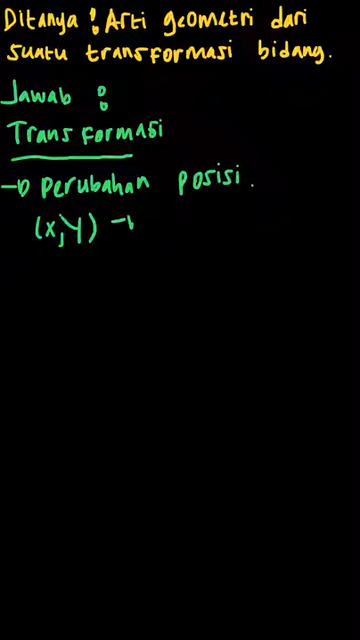 Ditanya : Arti geometri dari
suatu transformasi bidang.
Jawab :
Transformasi
→ Perubahan posisi.
(x,y) →